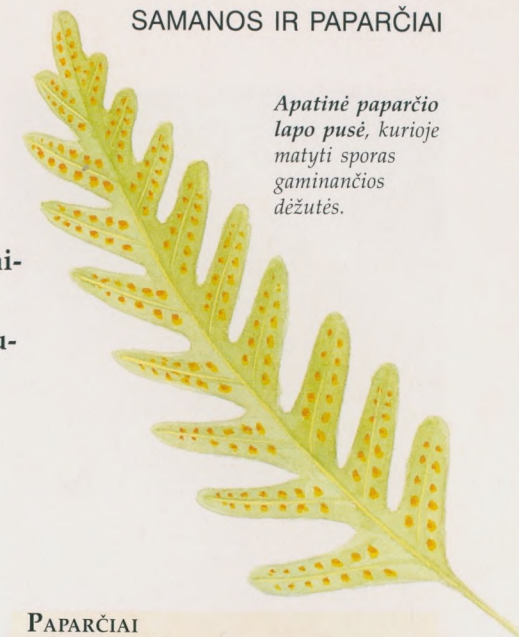 SAMANOS IR PAPARČIAI
Apatinė paparčio
lapo pusė, kurioje
matyti sporas
gaminančios
dėžutės.
i-
u-
PAPARČIAI